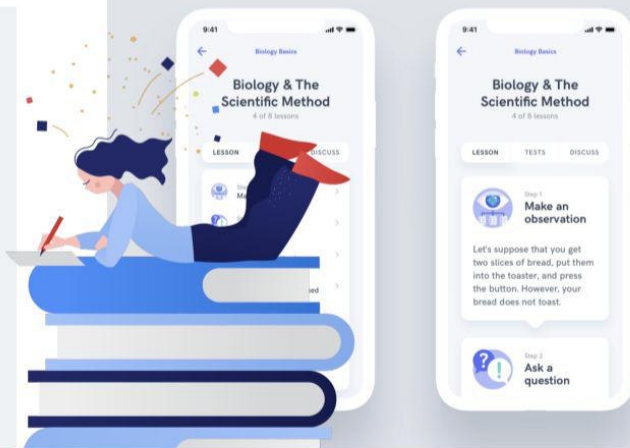 9:41
Biology Basics
Biology & The
Scientific Method
4 of 8 lessons
LESSON
DISCUSS
9:41
Biology Basics
Biology & The
Scientific Method
4 of 8 lessons
LESSON TESTS DISCUSS
Step 1
Make an
observation
Let's suppose that you get
two slices of bread, put them
into the toaster, and press
the button. However, your
bread does not toast.
Step 2
Ask a
question